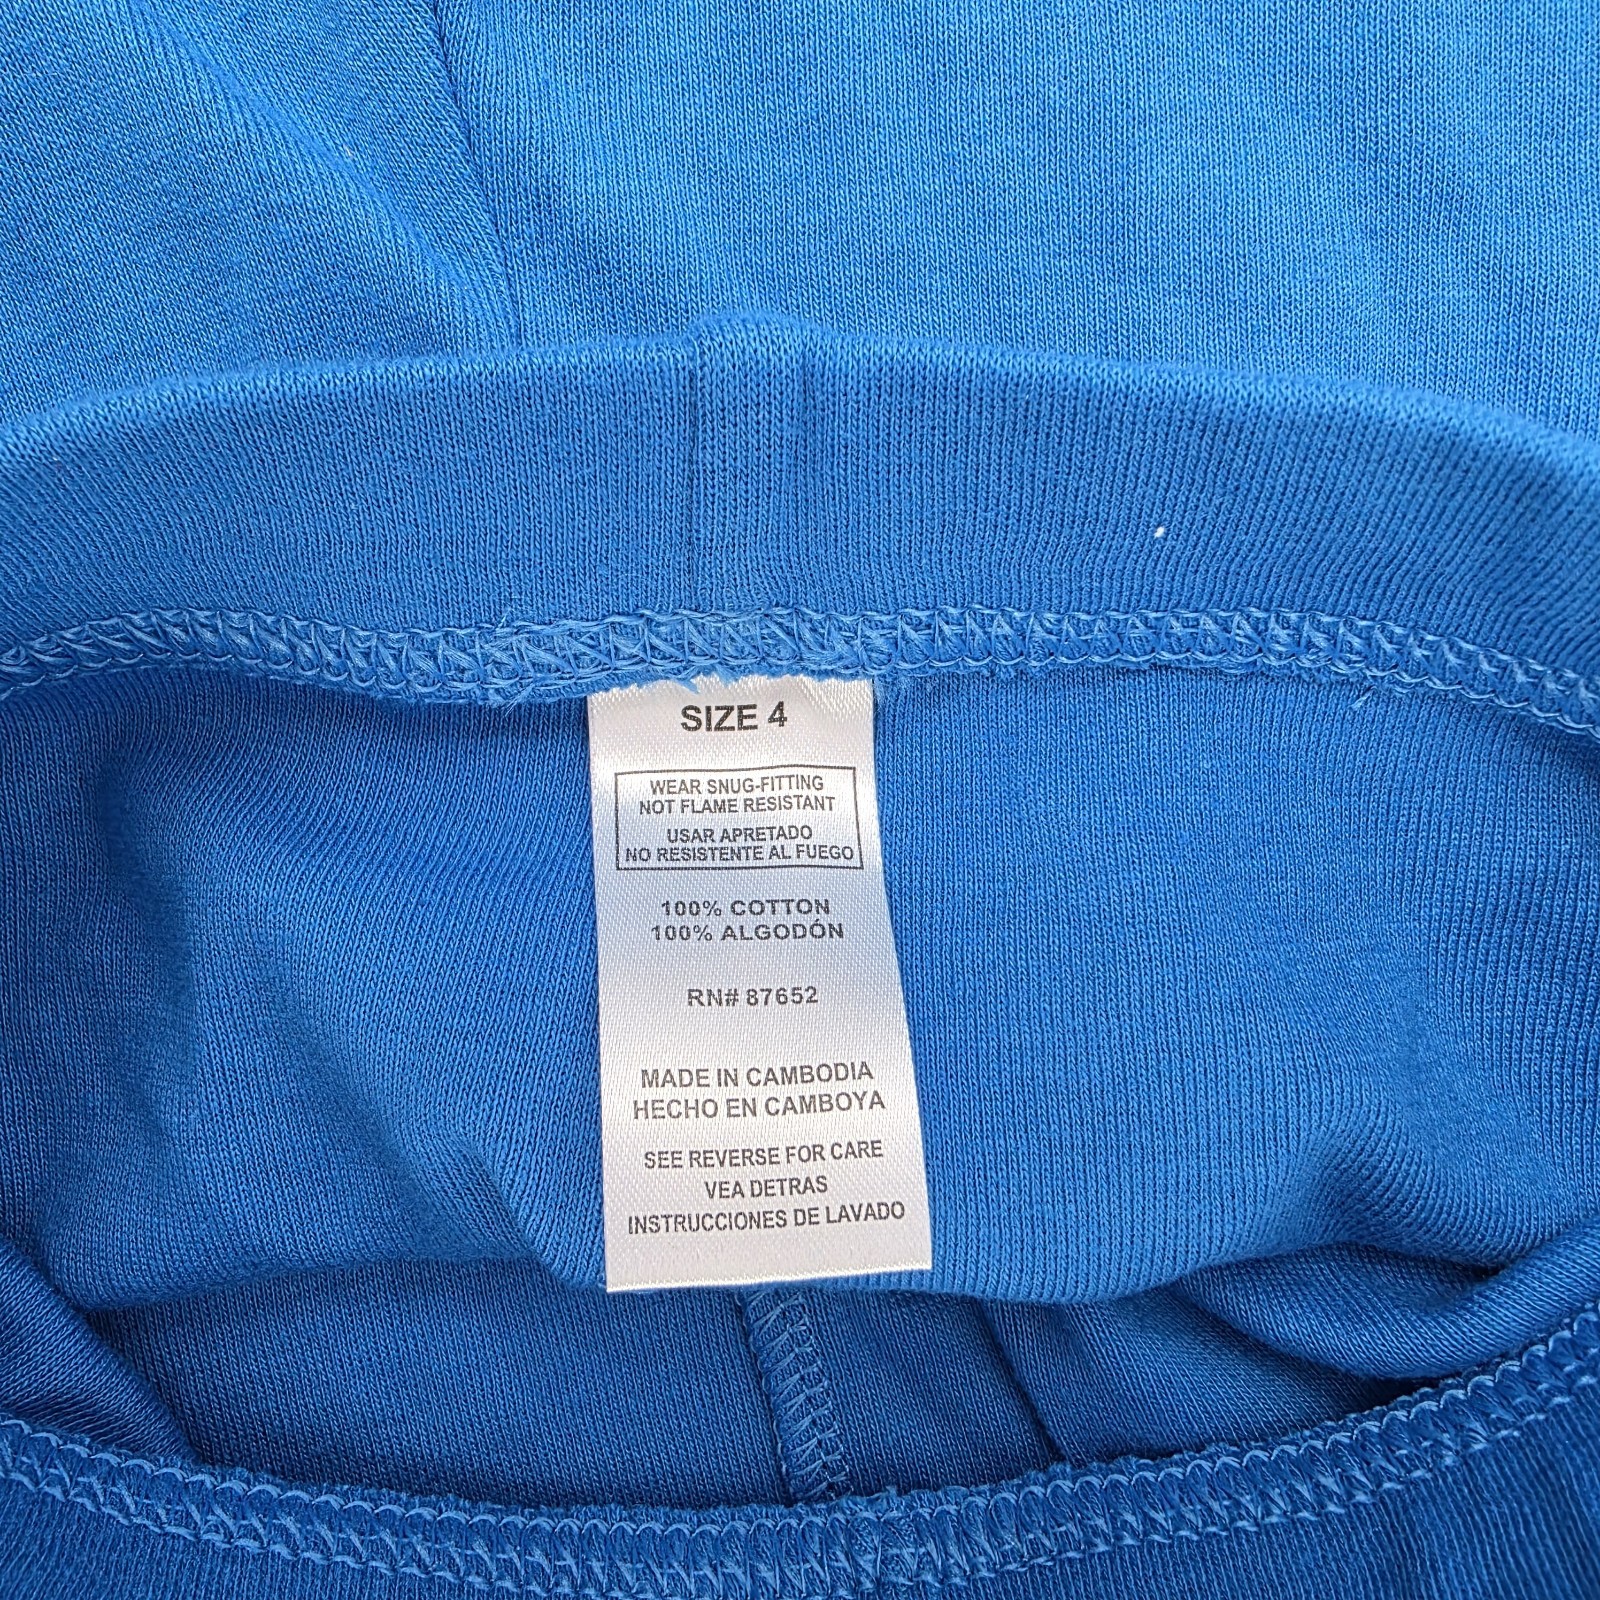 SIZE 4
WEAR SNUG-FITTING
NOT FLAME RESISTANT
USAR APRETADO
NO RESISTENTE AL FUEGO
100% COTTON
100% ALGODÓN
RN# 87652
MADE IN CAMBODIA
HECHO EN CAMBOYA
SEE REVERSE FOR CARE
VEA DETRAS
INSTRUCCIONES DE LAVADO